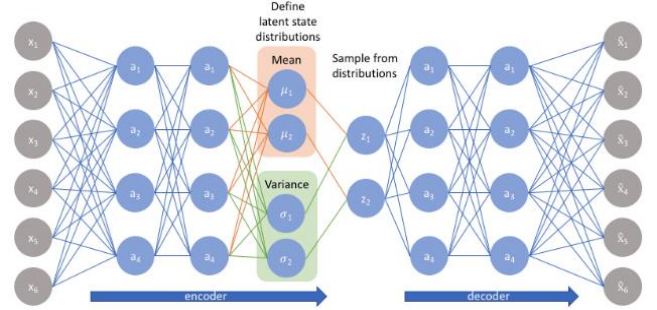 Define
latent state
distributions
Mean
Sample from
distributions
Variance
x₁
x₂
x₃
x₄
x₅
x₆
a₁
a₂
a₃
a₄
a₁
a₂
a₃
a₄
μ₁
μ₂
σ₁
σ₂
z₁
z₂
a₁
a₂
a₃
a₄
a₁
a₂
a₃
a₄
x̂₁
x̂₂
x̂₃
x̂₄
x̂₅
x̂₆
encoder
decoder